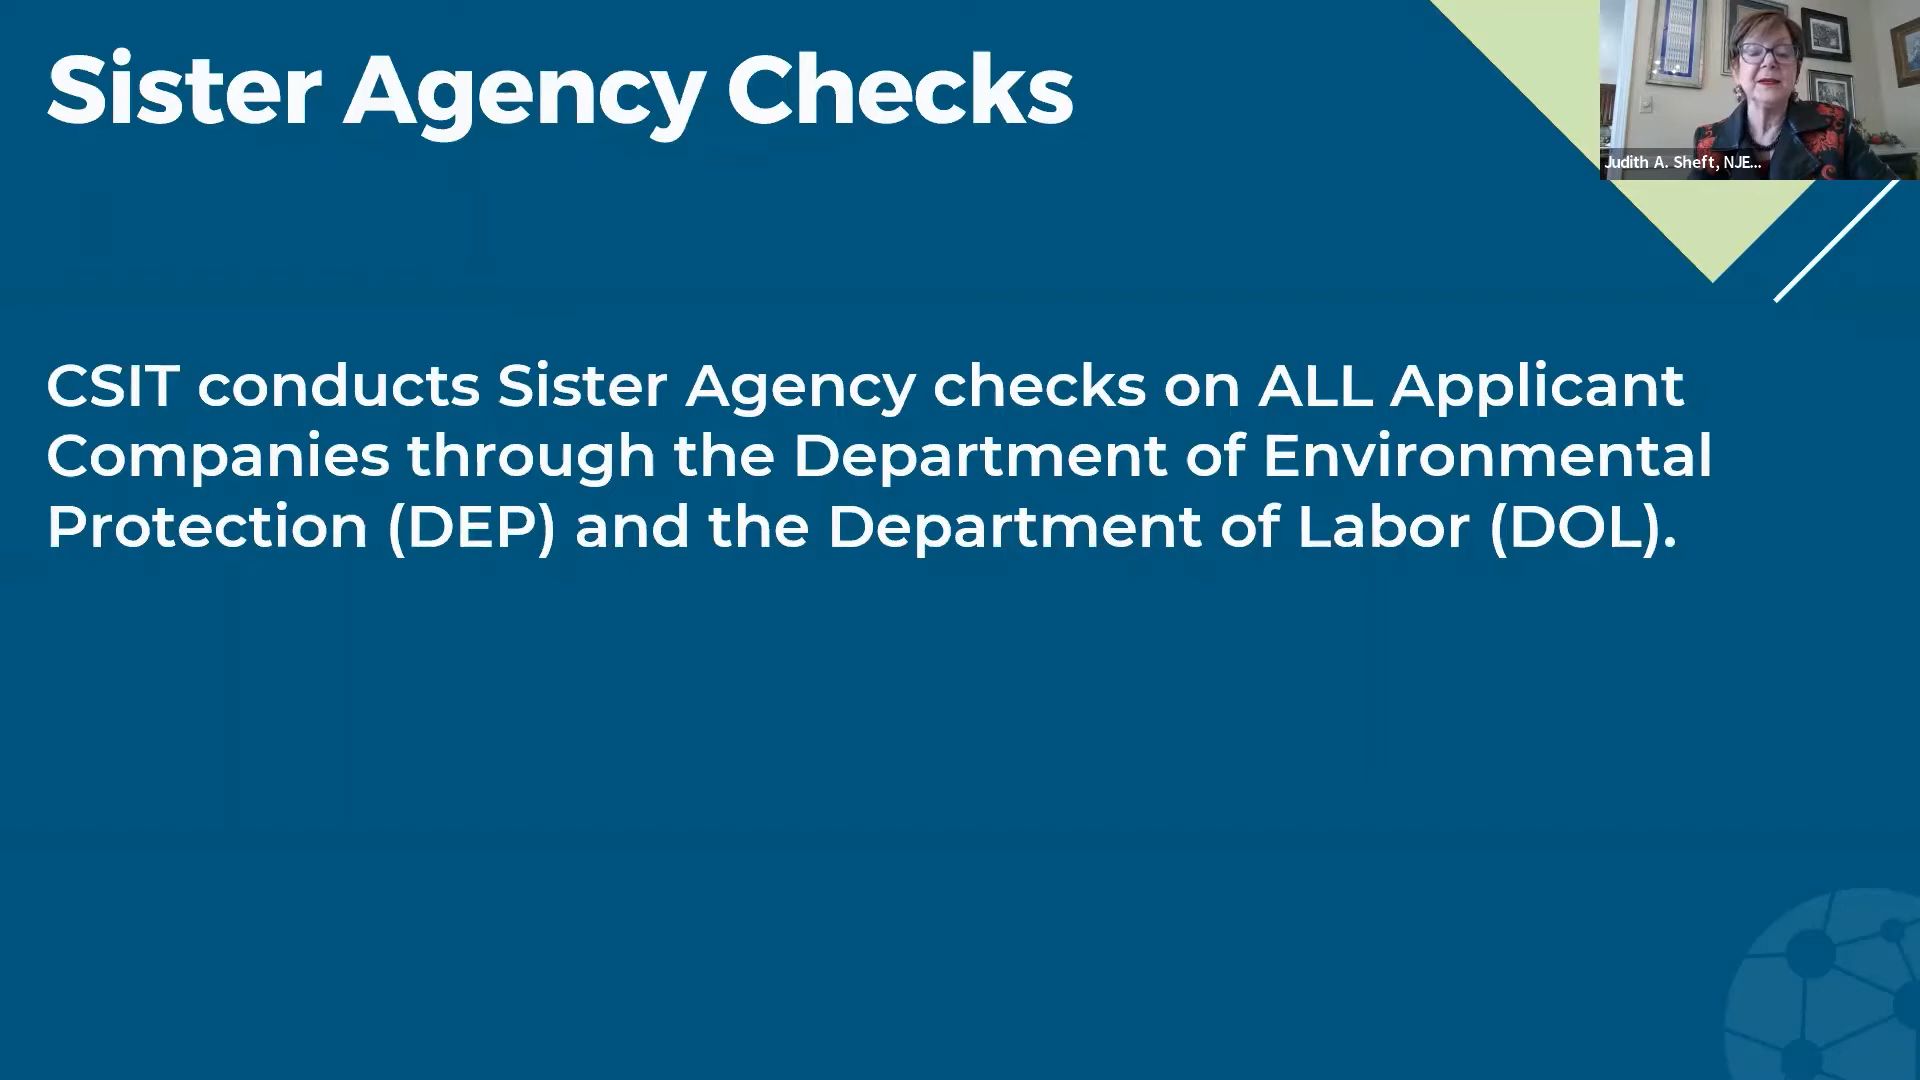 Sister Agency Checks
Judith A. Sheft, NJE...
CSIT conducts Sister Agency checks on ALL Applicant
Companies through the Department of Environmental
Protection (DEP) and the Department of Labor (DOL).